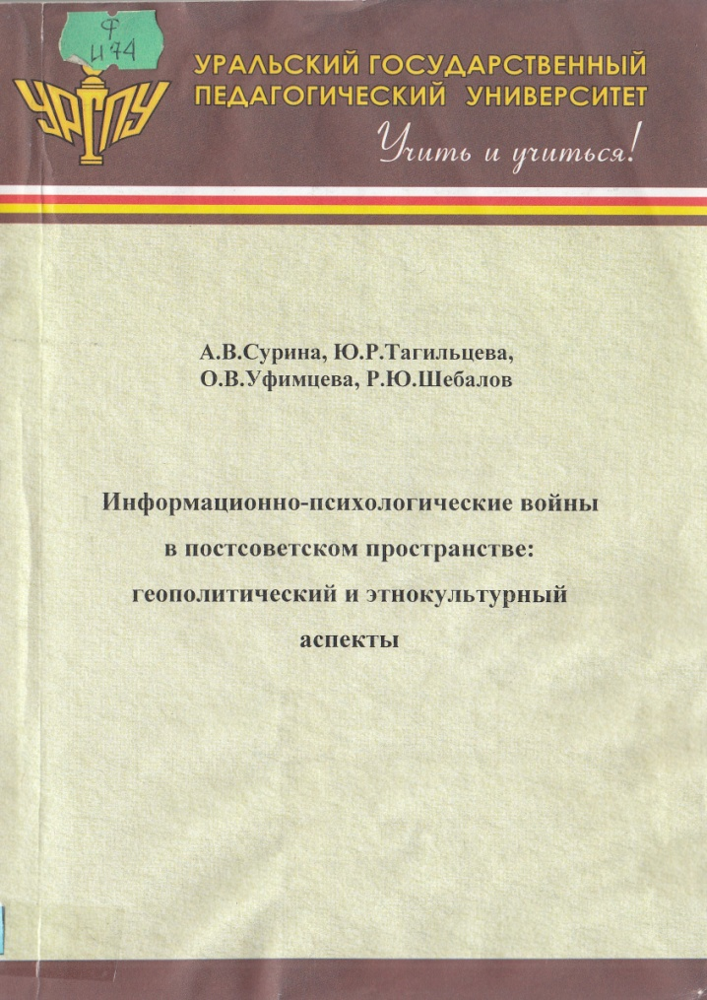 Ф
И74
УРГПУ
УРАЛЬСКИЙ ГОСУДАРСТВЕННЫЙ
ПЕДАГОГИЧЕСКИЙ УНИВЕРСИТЕТ
Учить и учиться!
А.В.Сурина, Ю.Р.Тагильцева,
О.В.Уфимцева, Р.Ю.Шебалов
Информационно-психологические войны
в постсоветском пространстве:
геополитический и этнокультурный
аспекты